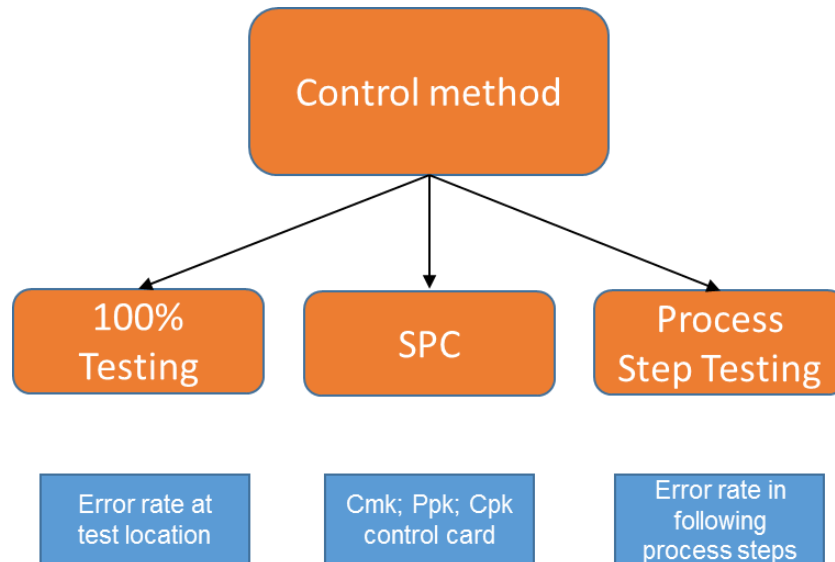 Control method
100%
Testing
SPC
Process
Step Testing
Error rate at
test location
Cmk; Ppk; Cpk
control card
Error rate in
following
process steps